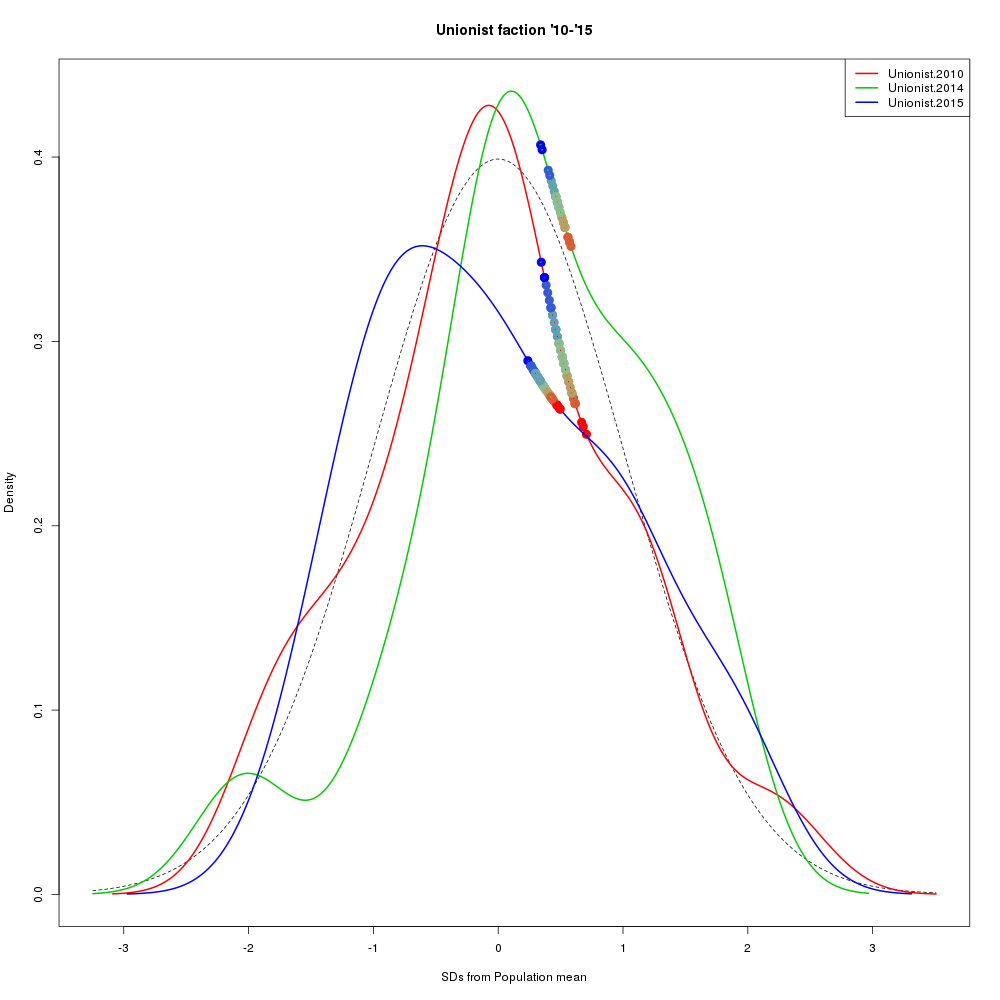 Unionist faction '10-'15
Unionist.2010
Unionist.2014
Unionist.2015
Density
0.4
0.3
0.2
0.1
0.0
-3 -2 -1 0 1 2 3
SDs from Population mean